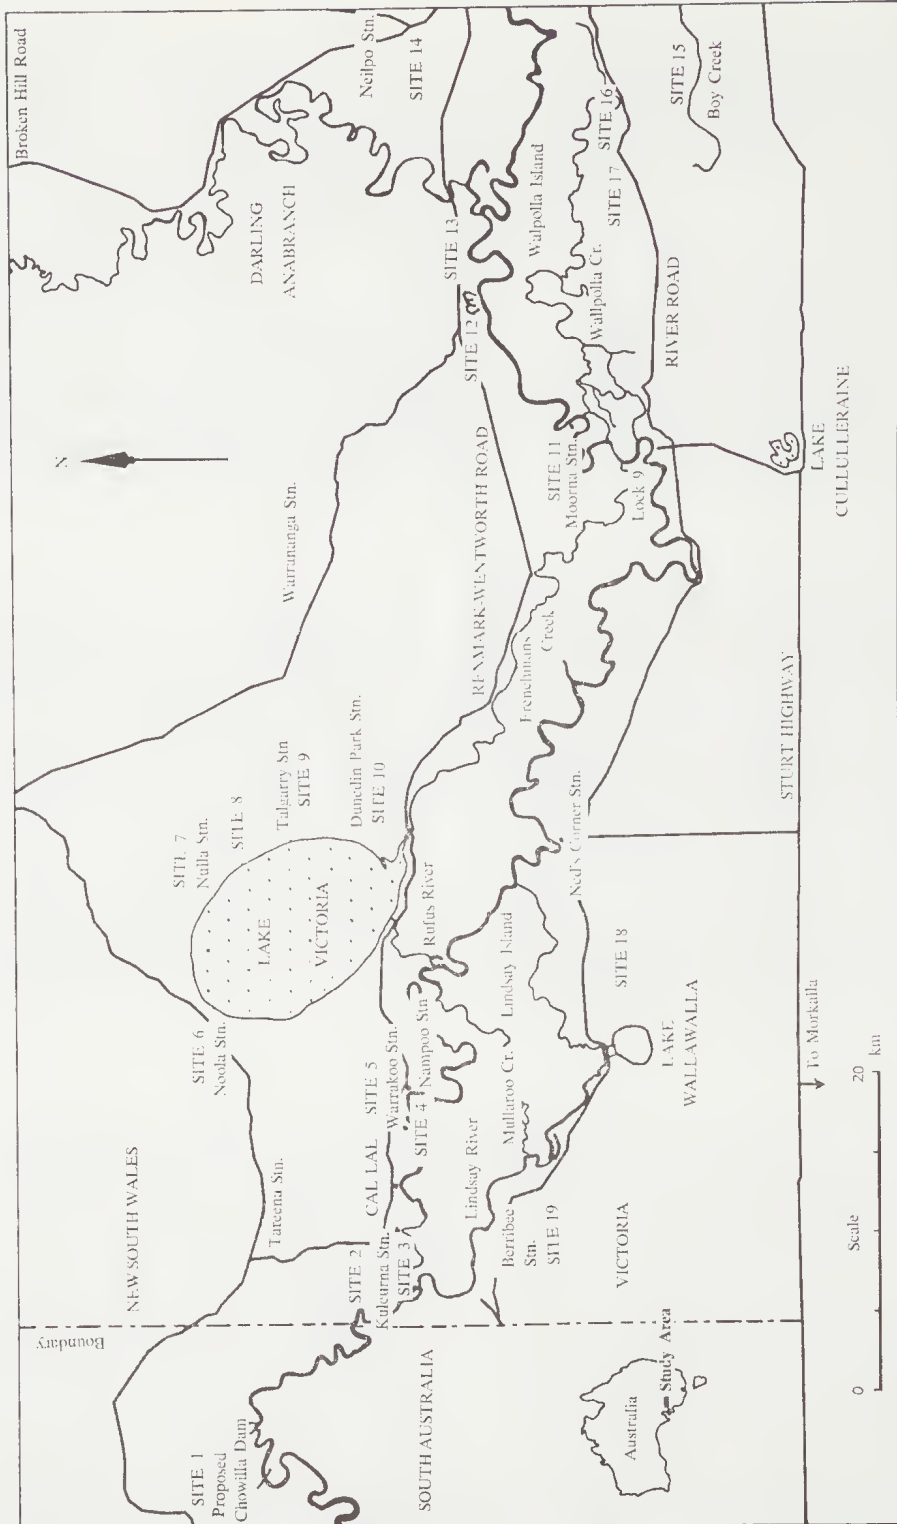 Broken Hill Road
Neilpo Stn.
SITE 14
DARLING
ANABRANCH
SITE 13
SITE 12
Walpolla Island
Wallpolla Cr.
SITE 16
SITE 17
SITE 15
Boy Creek
RIVER ROAD
N
Warrananga Stn.
RENMARK-WENTWORTH ROAD
SITE 11
Moorna Stn.
Lock 9
Frenchmans
Creek
LAKE
CULLULLERAINE
STURT HIGHWAY
SITE 7
Nulla Stn.
SITE 8
Talgarry Stn
SITE 9
Dunedin Park Stn.
SITE 10
LAKE
VICTORIA
Rufus River
Ned's Corner Stn.
Lindsay Island
SITE 18
LAKE
WALLAWALLA
To Morkalla
SITE 6
Noola Stn.
SITE 5
Warrakoo Stn.
SITE 4
Nampoo Stn
Mullaroo Cr.
Lindsay River
CAL LAL
NEW SOUTH WALES
Tareena Stn.
SITE 2
Kulcurna Stn.
SITE 3
Berribee
Stn.
SITE 19
VICTORIA
Boundary
SITE 1
Proposed
Chowilla Dam
SOUTH AUSTRALIA
Australia
Study Area
Scale
0
20
km